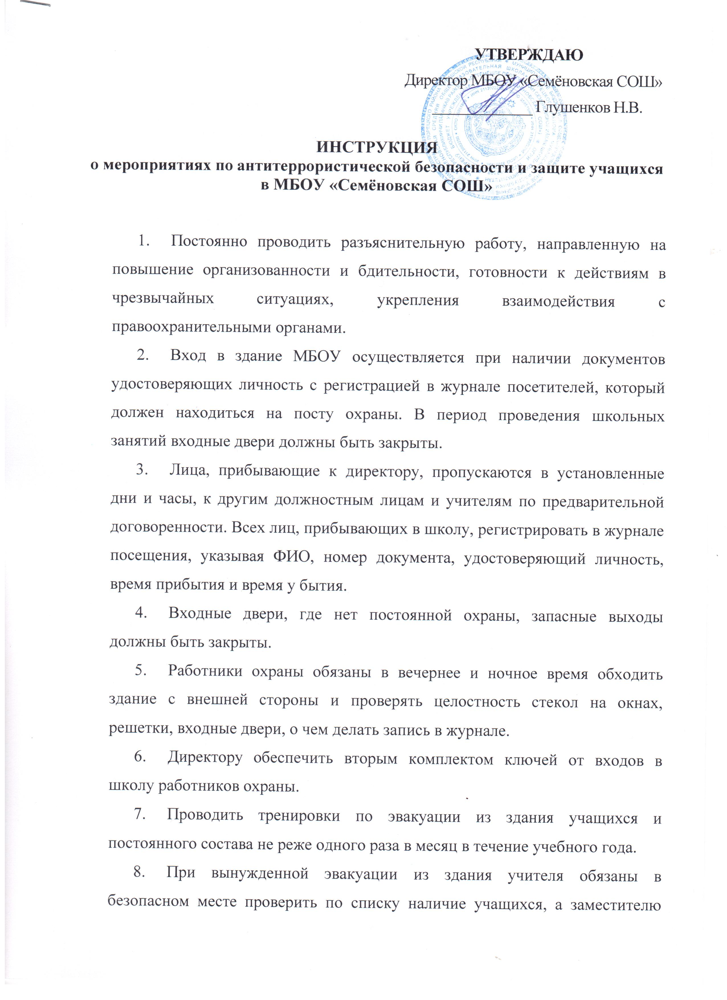 УТВЕРЖДАЮ
Директор МБОУ «Семёновская СОШ»
Глушенков Н.В.
ИНСТРУКЦИЯ
о мероприятиях по антитеррористической безопасности и защите учащихся
в МБОУ «Семёновская СОШ»
1. Постоянно проводить разъяснительную работу, направленную на
повышение организованности и бдительности, готовности к действиям в
чрезвычайных ситуациях, укрепления взаимодействия с
правоохранительными органами.
2. Вход в здание МБОУ осуществляется при наличии документов
удостоверяющих личность с регистрацией в журнале посетителей, который
должен находиться на посту охраны. В период проведения школьных
занятий входные двери должны быть закрыты.
3. Лица, прибывающие к директору, пропускаются в установленные
дни и часы, к другим должностным лицам и учителям по предварительной
договоренности. Всех лиц, прибывающих в школу, регистрировать в журнале
посещения, указывая ФИО, номер документа, удостоверяющий личность,
время прибытия и время у бытия.
4. Входные двери, где нет постоянной охраны, запасные выходы
должны быть закрыты.
5. Работники охраны обязаны в вечернее и ночное время обходить
здание с внешней стороны и проверять целостность стекол на окнах,
решетки, входные двери, о чем делать запись в журнале.
6. Директору обеспечить вторым комплектом ключей от входов в
школу работников охраны.
7. Проводить тренировки по эвакуации из здания учащихся и
постоянного состава не реже одного раза в месяц в течение учебного года.
8. При вынужденной эвакуации из здания учителя обязаны в
безопасном месте проверить по списку наличие учащихся, а заместителю